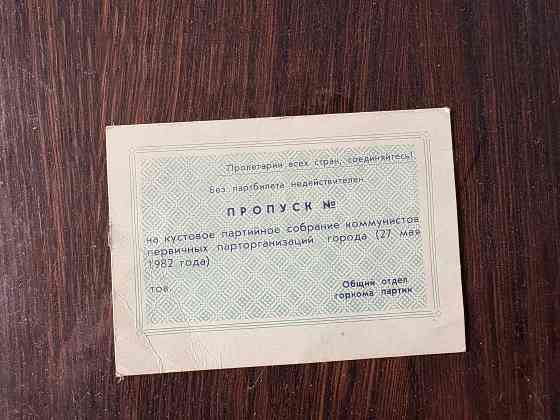 Пролетарии всех стран, соединяйтесь!
Без партбилета недействителен.
ПРОПУСК №
на кустовое партийное собрание коммунистов
первичных парторганизаций города (27 мая
1982 года)
тов.
Общий отдел
горкома партии